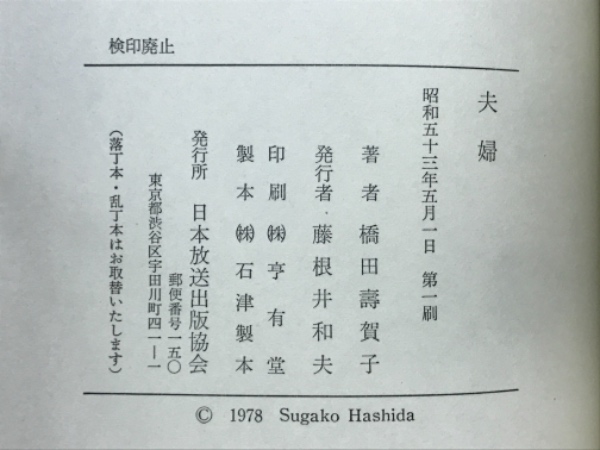 検印廃止
夫婦
昭和五十三年五月一日 第一刷
著者 橋田壽賀子
発行者 藤根井和夫
印刷 ㈱亨有堂
製本 ㈱石津製本
発行所 日本放送出版協会
郵便番号一五〇
東京都渋谷区宇田川町四一―一
（落丁本・乱丁本はお取替いたします）
© 1978 Sugako Hashida